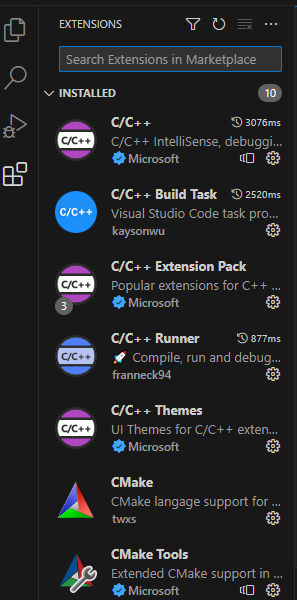 EXTENSIONS
Search Extensions in Marketplace
INSTALLED 10
C/C++ 3076ms
C/C++ C/C++ IntelliSense, debuggi...
Microsoft
C/C++ Build Task 2520ms
C/C++ Visual Studio Code task pro...
kaysonwu
C/C++ Extension Pack
C/C++ Popular extensions for C++ ...
3 Microsoft
C/C++ Runner 877ms
C/C++ 🚀 Compile, run and debug...
franneck94
C/C++ Themes
C/C++ UI Themes for C/C++ exten...
Microsoft
CMake
CMake langage support for ...
twxs
CMake Tools
Extended CMake support in ...
Microsoft